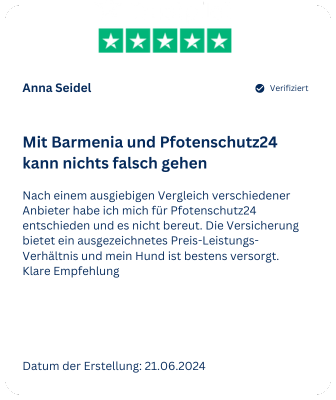 Anna Seidel
Verifiziert
Mit Barmenia und Pfotenschutz24
kann nichts falsch gehen
Nach einem ausgiebigen Vergleich verschiedener
Anbieter habe ich mich für Pfotenschutz24
entschieden und es nicht bereut. Die Versicherung
bietet ein ausgezeichnetes Preis-Leistungs-
Verhältnis und mein Hund ist bestens versorgt.
Klare Empfehlung
Datum der Erstellung: 21.06.2024